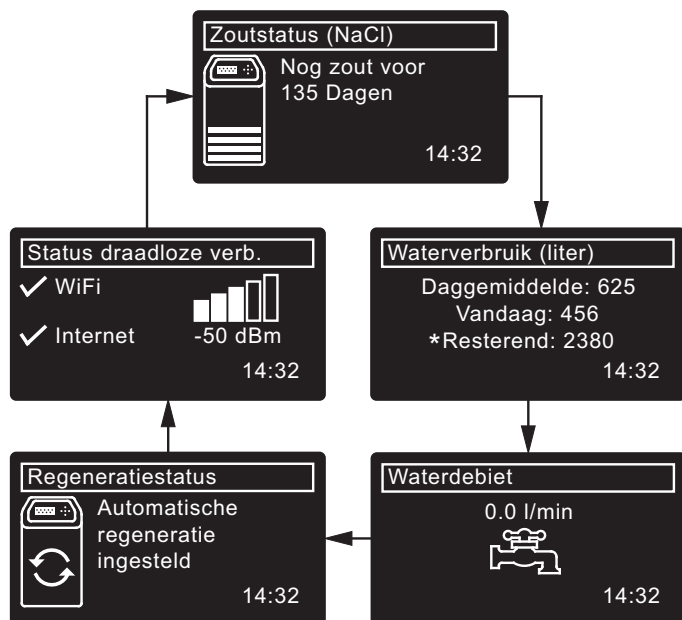 Zoutstatus (NaCl)
Nog zout voor
135 Dagen
14:32
Waterverbruik (liter)
Daggemiddelde: 625
Vandaag: 456
*Resterend: 2380
14:32
Waterdebiet
0.0 l/min
14:32
Regeneratiestatus
Automatische
regeneratie
ingesteld
14:32
Status draadloze verb.
WiFi
Internet
-50 dBm
14:32